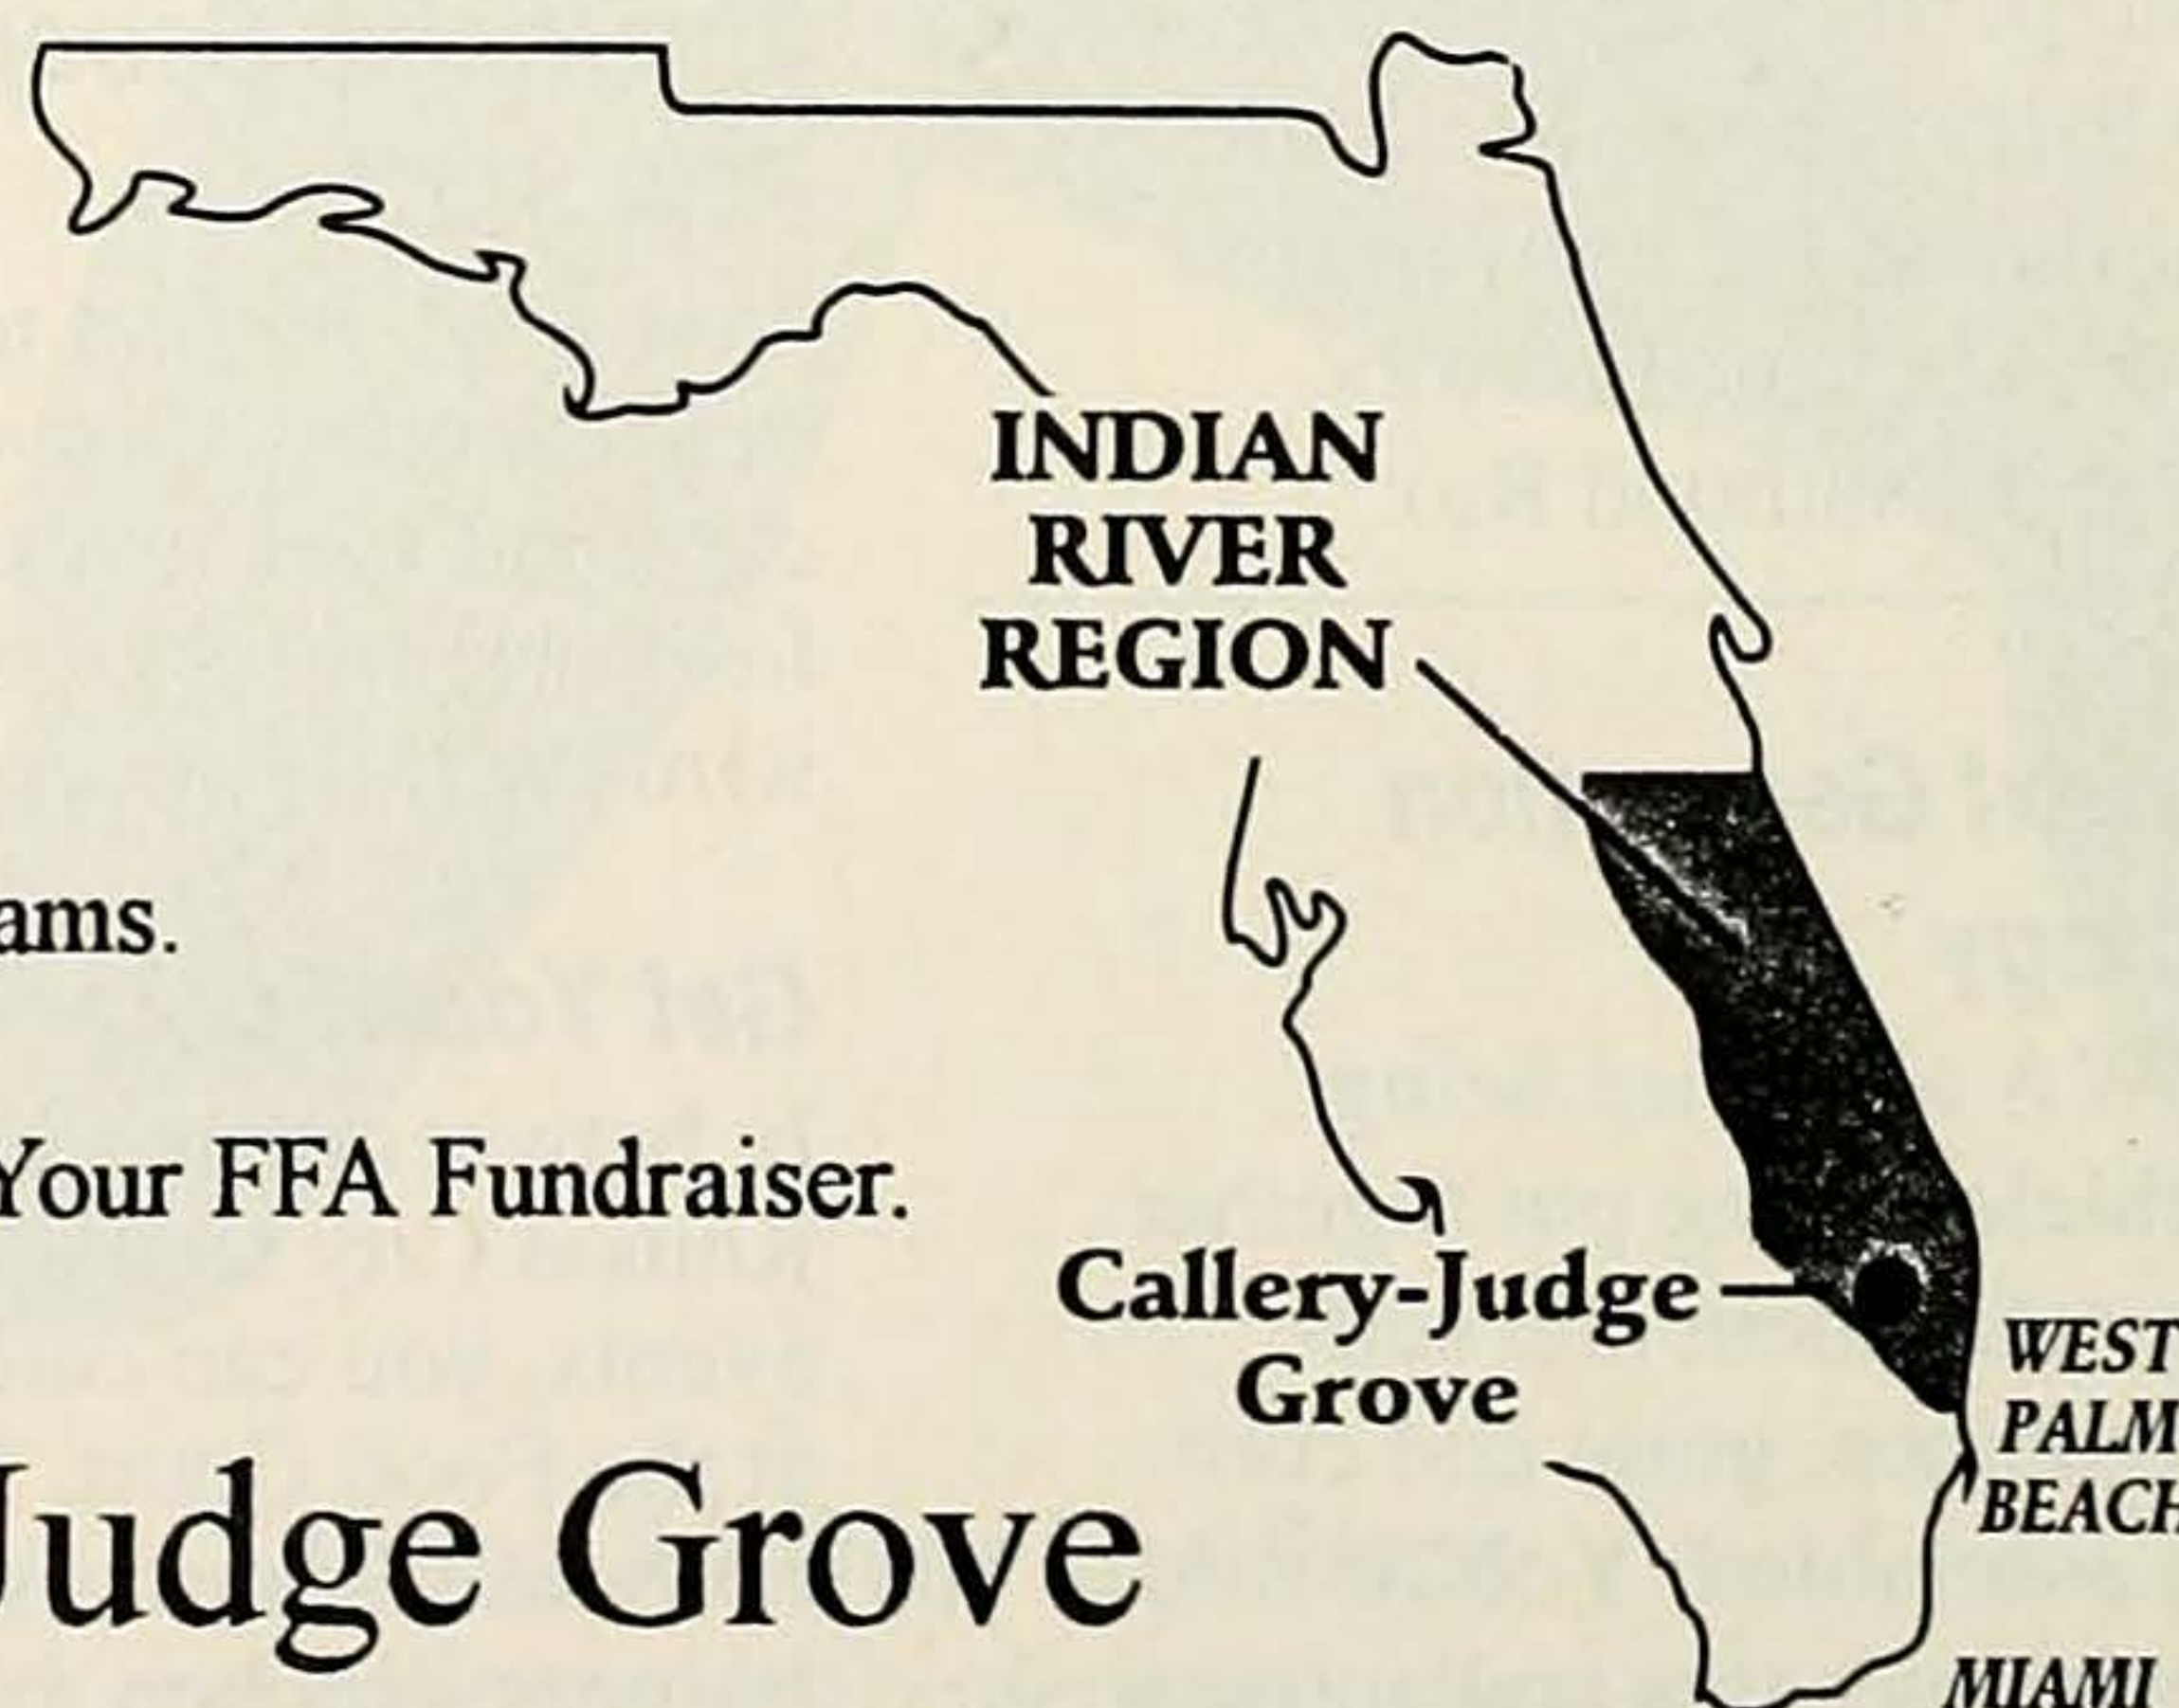 INDIAN
RIVER
REGION
ams.
Your FFA Fundraiser.
Callery-Judge
Grove
WEST
PALM
BEACH
Judge Grove
MIAMI